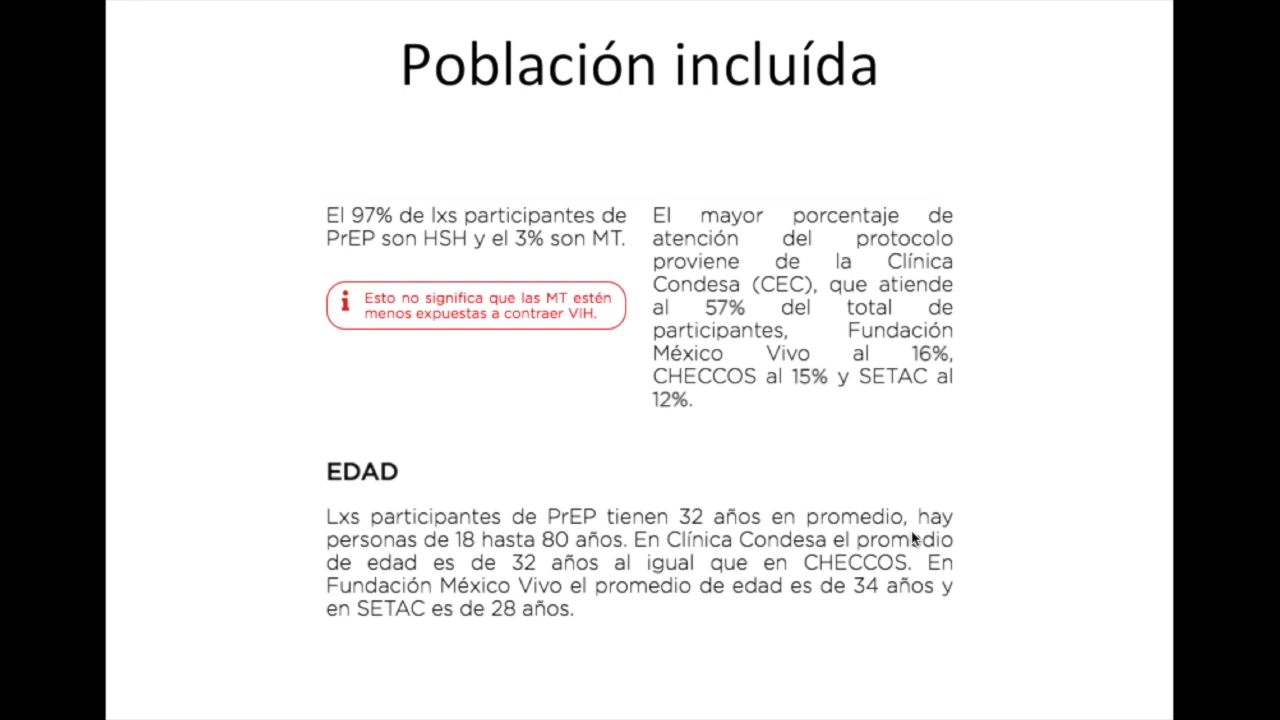 Población incluída
El 97% de lxs participantes de
PrEP son HSH y el 3% son MT.
Esto no significa que las MT estén
menos expuestas a contraer VIH.
El mayor porcentaje de
atención del protocolo
proviene de la Clínica
Condesa (CEC), que atiende
al 57% del total de
participantes, Fundación
México Vivo al 16%,
CHECCOS al 15% y SETAC al
12%.
EDAD
Lxs participantes de PrEP tienen 32 años en promedio, hay
personas de 18 hasta 80 años. En Clínica Condesa el promedio
de edad es de 32 años al igual que en CHECCOS. En
Fundación México Vivo el promedio de edad es de 34 años y
en SETAC es de 28 años.